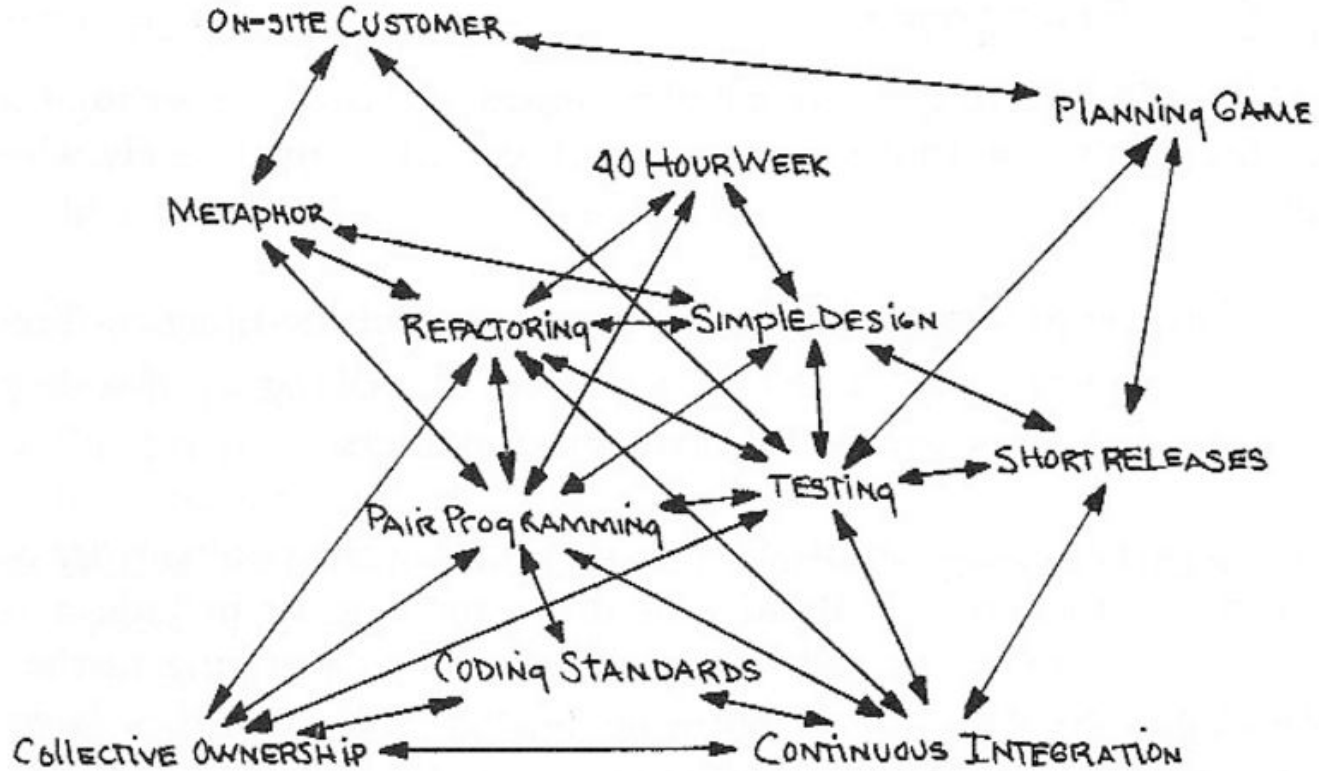 ON-SITE CUSTOMER
PLANNING GAME
40 HOUR WEEK
METAPHOR
REFACTORING
SIMPLE DESIGN
SHORT RELEASES
TESTING
PAIR PROGRAMMING
CODING STANDARDS
COLLECTIVE OWNERSHIP
CONTINUOUS INTEGRATION